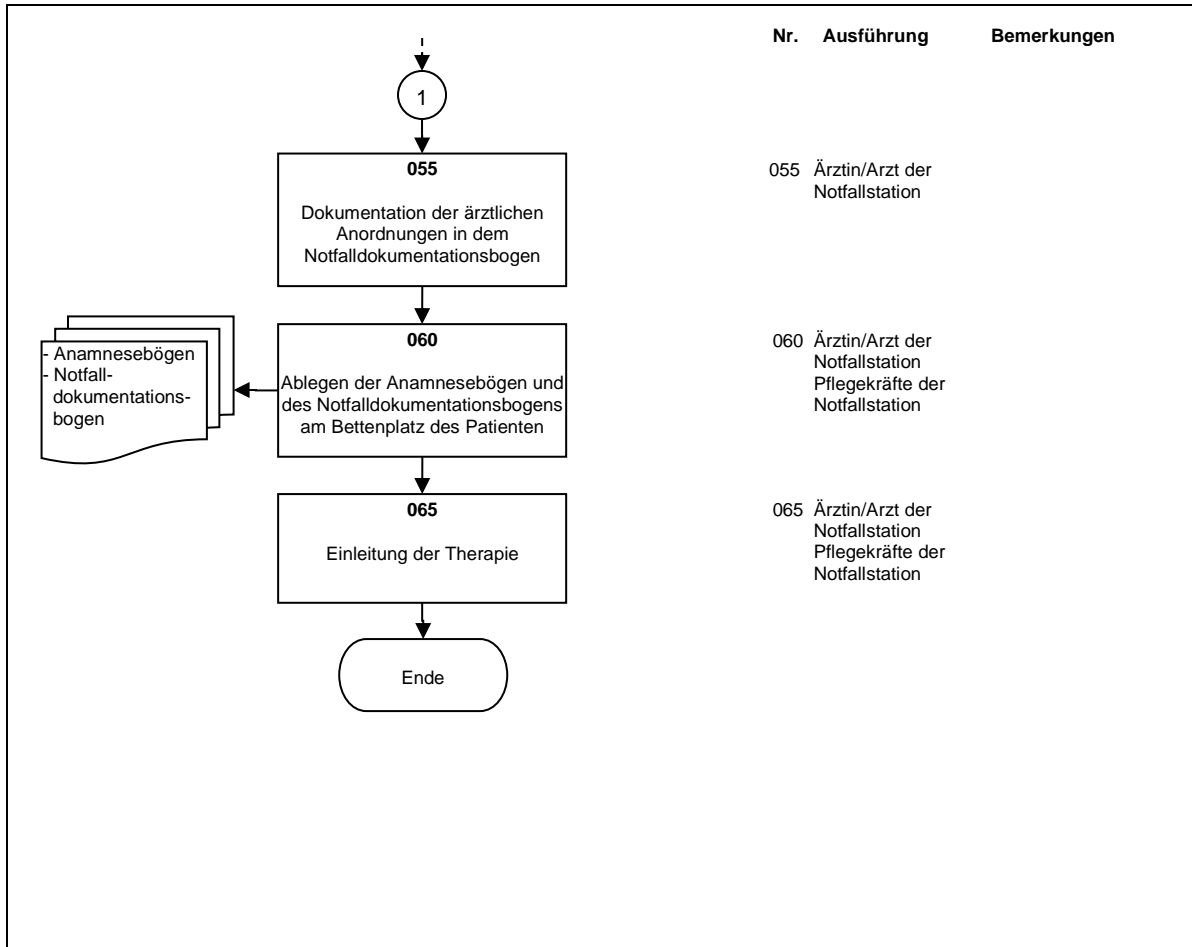 Nr. Ausführung Bemerkungen
1
055
Dokumentation der ärztlichen
Anordnungen in dem
Notfalldokumentationsbogen
055 Ärztin/Arzt der
Notfallstation
- Anamnesebögen
- Notfall-
dokumentations-
bogen
060
Ablegen der Anamnesebögen und
des Notfalldokumentationsbogens
am Bettenplatz des Patienten
060 Ärztin/Arzt der
Notfallstation
Pflegekräfte der
Notfallstation
065
Einleitung der Therapie
065 Ärztin/Arzt der
Notfallstation
Pflegekräfte der
Notfallstation
Ende